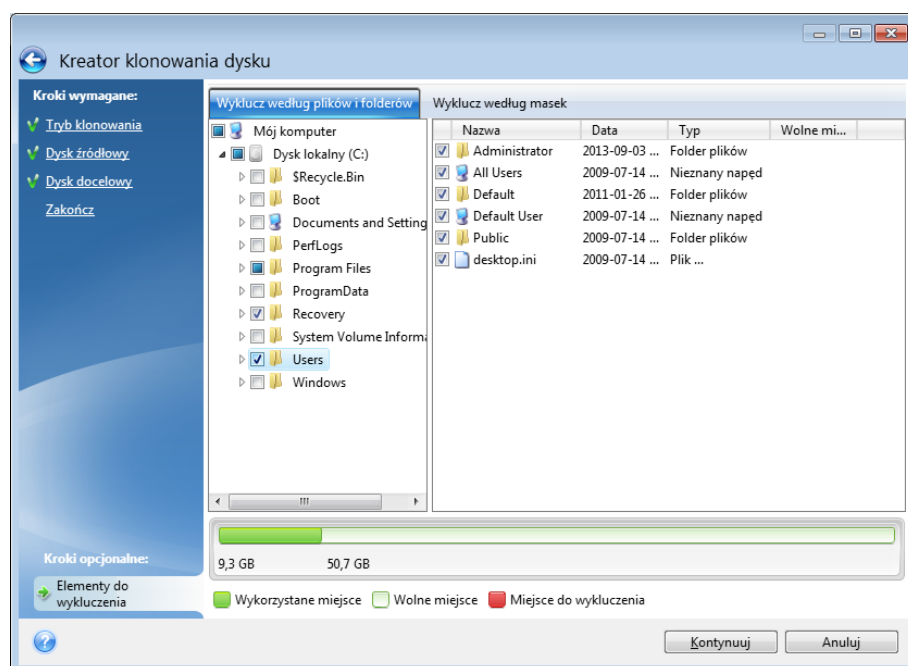 Kreator klonowania dysku
Kroki wymagane:
Tryb klonowania
Dysk źródłowy
Dysk docelowy
Zakończ
Wyklucz według plików i folderów
Wyklucz według masek
Mój komputer
Dysk lokalny (C:)
$Recycle.Bin
Boot
Documents and Setting
PerfLogs
Program Files
ProgramData
Recovery
System Volume Informa
Users
Windows
Nazwa Data Typ Wolne mi...
Administrator 2013-09-03 ... Folder plików
All Users 2009-07-14 ... Nieznany napęd
Default 2011-01-26 ... Folder plików
Default User 2009-07-14 ... Nieznany napęd
Public 2009-07-14 ... Folder plików
desktop.ini 2009-07-14 ... Plik ...
9,3 GB 50,7 GB
Wykorzystane miejsce Wolne miejsce Miejsce do wykluczenia
Kroki opcjonalne:
Elementy do
wykluczenia
Kontynuuj Anuluj